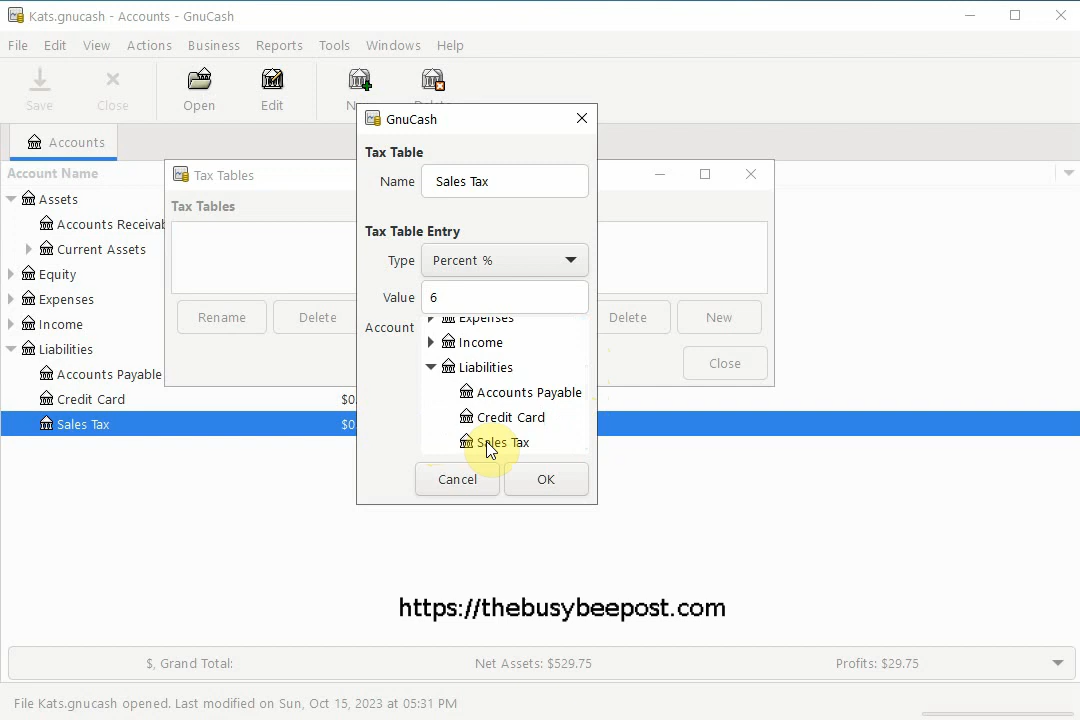 Kats.gnucash - Accounts - GnuCash
File Edit View Actions Business Reports Tools Windows Help
Save Close Open Edit
GnuCash
Accounts
Tax Table
Account Name
Tax Tables
Name Sales Tax
Assets
Tax Tables
Accounts Receivab
Tax Table Entry
Current Assets
Type Percent %
Equity
Expenses
Value 6
Rename Delete Delete New
Income
Account Expenses
Income
Liabilities
Close
Liabilities
Accounts Payable
Accounts Payable
Credit Card $0
Credit Card
Sales Tax $0
Sales Tax
Cancel OK
https://thebusybeepost.com
$, Grand Total: Net Assets: $529.75 Profits: $29.75
File Kats.gnucash opened. Last modified on Sun, Oct 15, 2023 at 05:31 PM